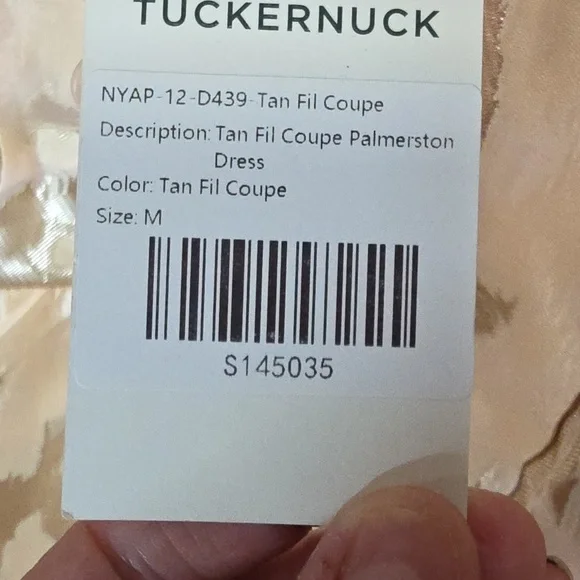 TUCKERNUCK
NYAP-12-D439-Tan Fil Coupe
Description: Tan Fil Coupe Palmerston
Dress
Color: Tan Fil Coupe
Size: M
S145035